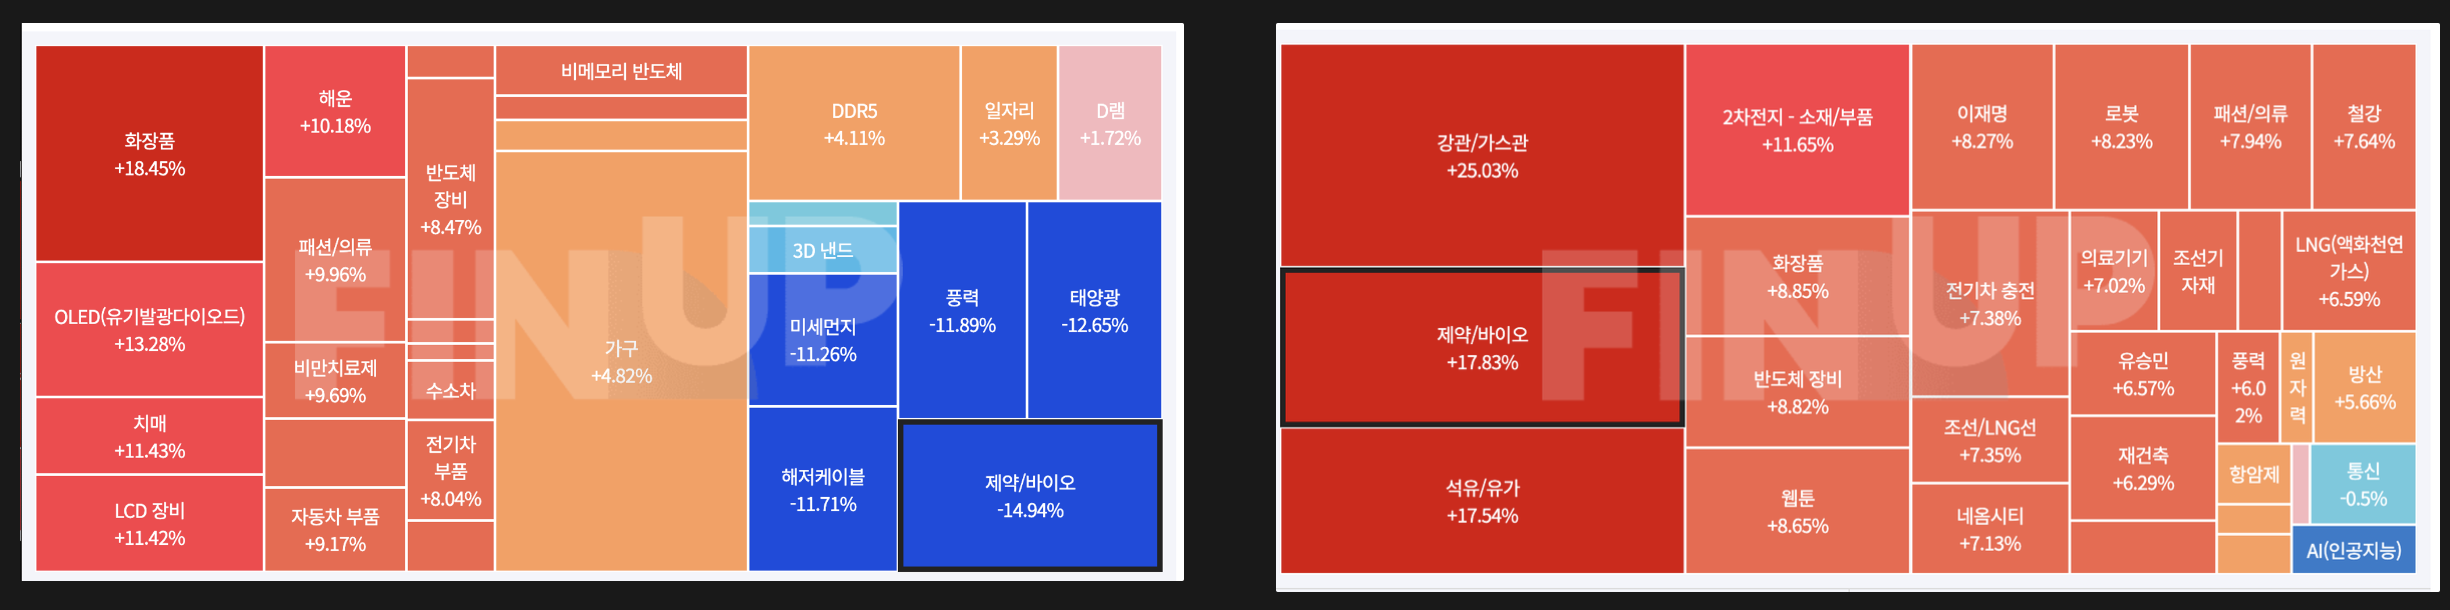 화장품
+18.45%
OLED(유기발광다이오드)
+13.28%
치매
+11.43%
LCD 장비
+11.42%
해운
+10.18%
패션/의류
+9.96%
비만치료제
+9.69%
자동차 부품
+9.17%
반도체
장비
+8.47%
수소차
전기차
부품
+8.04%
비메모리 반도체
가구
+4.82%
DDR5
+4.11%
일자리
+3.29%
D램
+1.72%
3D 낸드
미세먼지
-11.26%
해저케이블
-11.71%
풍력
-11.89%
태양광
-12.65%
제약/바이오
-14.94%
FINUP
강관/가스관
+25.03%
제약/바이오
+17.83%
석유/유가
+17.54%
2차전지 - 소재/부품
+11.65%
화장품
+8.85%
반도체 장비
+8.82%
웹툰
+8.65%
이재명
+8.27%
로봇
+8.23%
패션/의류
+7.94%
철강
+7.64%
전기차 충전
+7.38%
조선/LNG선
+7.35%
네옴시티
+7.13%
의료기기
+7.02%
조선기
자재
LNG(액화천연
가스)
+6.59%
유승민
+6.57%
재건축
+6.29%
풍력
+6.0
2%
원
자
력
방산
+5.66%
항암제
통신
-0.5%
AI(인공지능)
FINUP